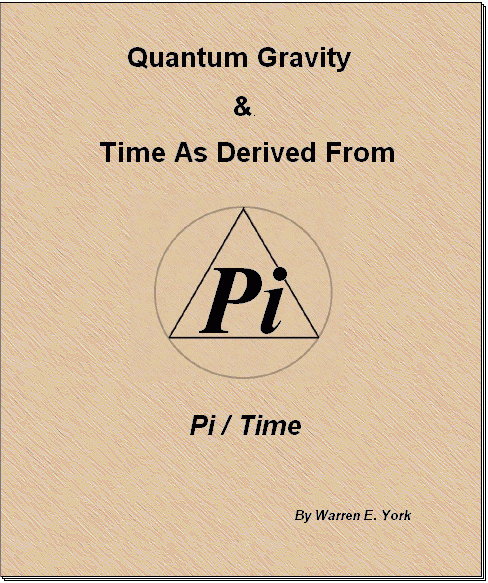 Quantum Gravity
&
Time As Derived From
Pi
Pi / Time
By Warren E. York